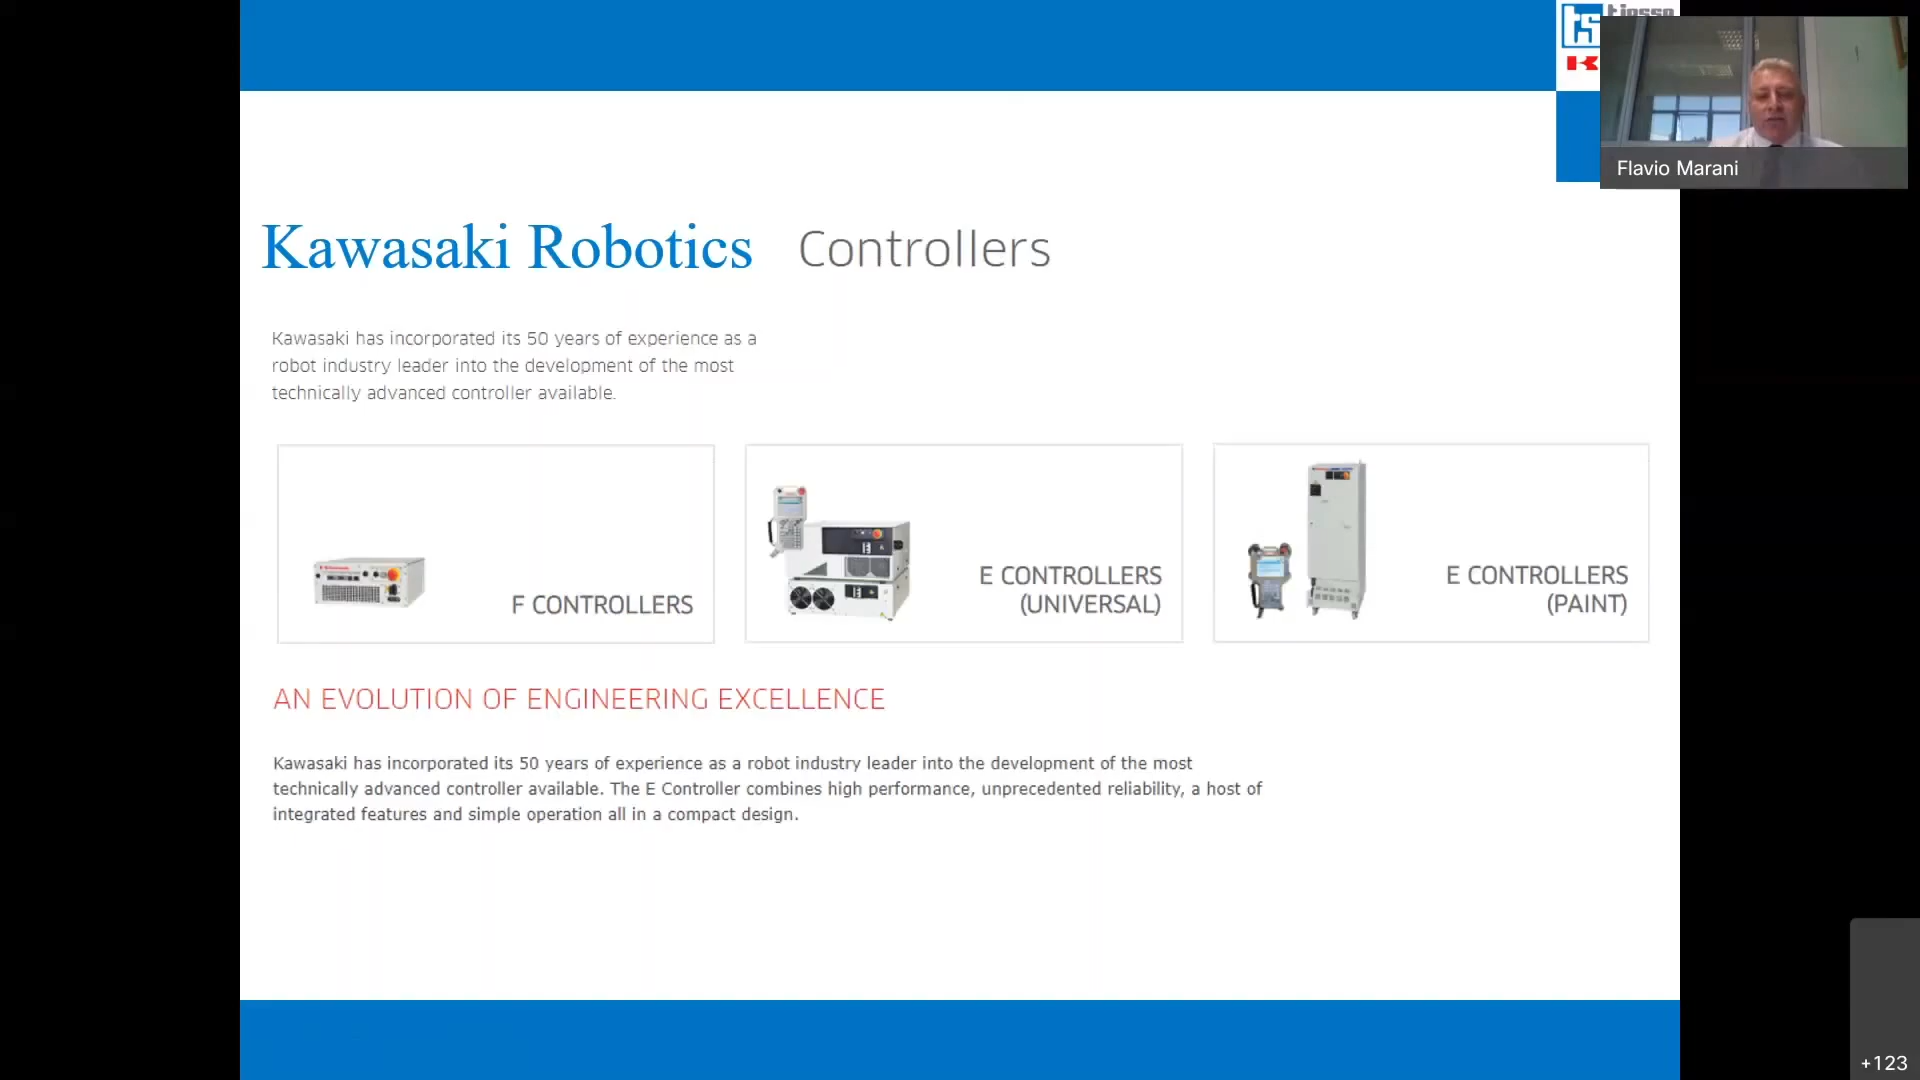 ts tiesse
Flavio Marani
Kawasaki Robotics Controllers
Kawasaki has incorporated its 50 years of experience as a
robot industry leader into the development of the most
technically advanced controller available.
F CONTROLLERS
E CONTROLLERS
(UNIVERSAL)
E CONTROLLERS
(PAINT)
AN EVOLUTION OF ENGINEERING EXCELLENCE
Kawasaki has incorporated its 50 years of experience as a robot industry leader into the development of the most
technically advanced controller available. The E Controller combines high performance, unprecedented reliability, a host of
integrated features and simple operation all in a compact design.
+123